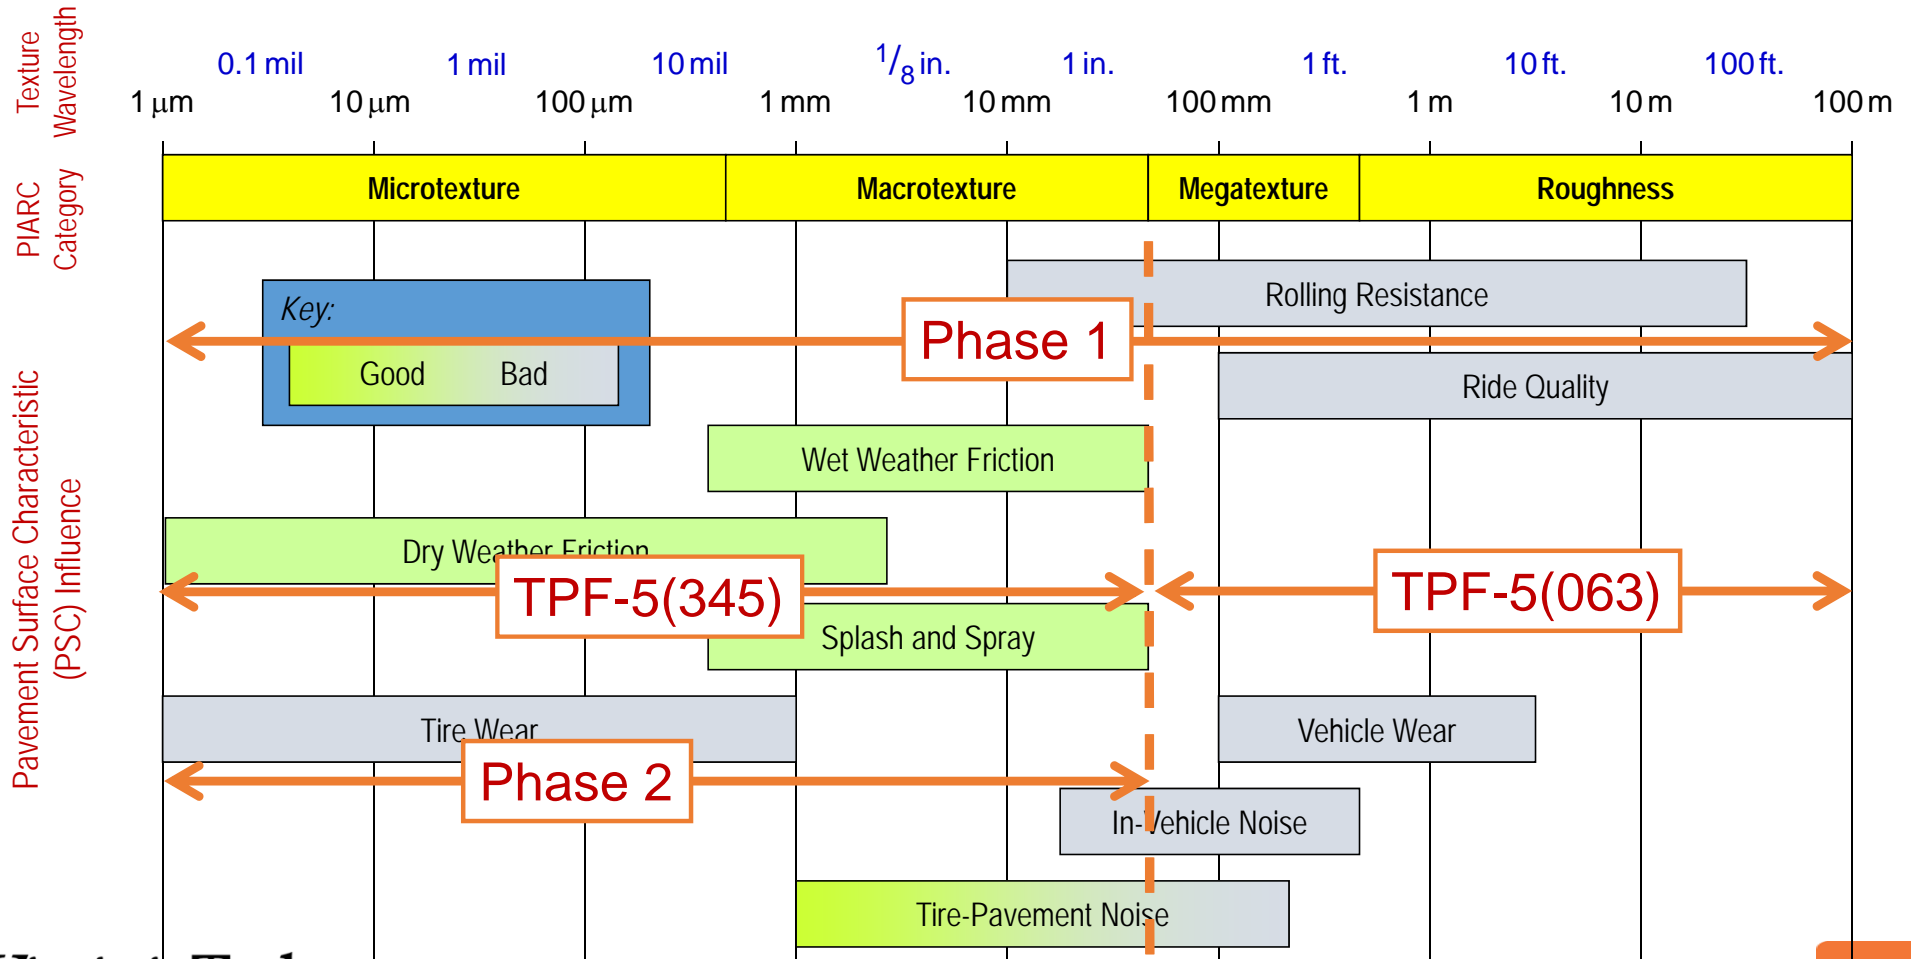 Texture
Wavelength
0.1 mil 1 mil 10 mil 1/8 in. 1 in. 1 ft. 10 ft. 100 ft.
1 μm 10 μm 100 μm 1 mm 10 mm 100 mm 1 m 10 m 100 m
PIARC
Category
Microtexture Macrotexture Megatexture Roughness
Pavement Surface Characteristic
(PSC) Influence
Rolling Resistance
Key:
Phase 1
Good Bad
Ride Quality
Wet Weather Friction
Dry Weather Friction
TPF-5(345) TPF-5(063)
Splash and Spray
Tire Wear Vehicle Wear
Phase 2
In-Vehicle Noise
Tire-Pavement Noise